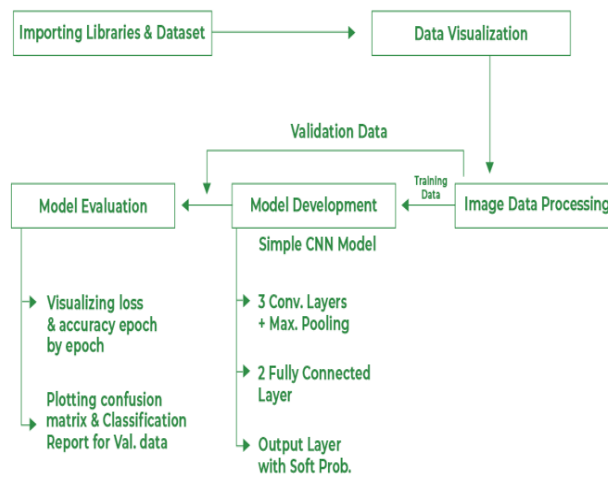 Importing Libraries & Dataset
Data Visualization
Validation Data
Training
Data
Model Evaluation
Model Development
Image Data Processing
Simple CNN Model
Visualizing loss
& accuracy epoch
by epoch
Plotting confusion
matrix & Classification
Report for Val. data
3 Conv. Layers
+ Max. Pooling
2 Fully Connected
Layer
Output Layer
with Soft Prob.